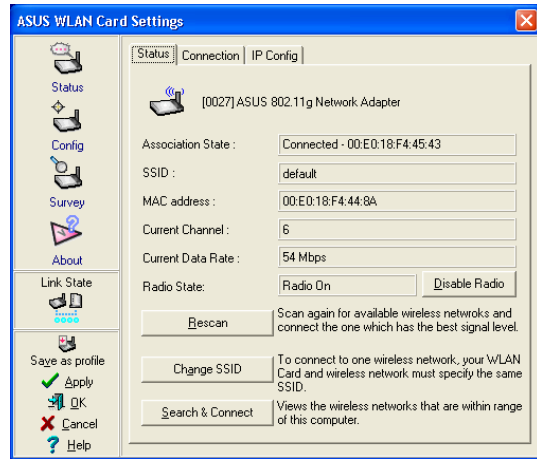 ASUS WLAN Card Settings
Status
Config
Survey
About
Link State
Save as profile
Apply
OK
Cancel
Help
Status Connection IP Config
[0027] ASUS 802.11g Network Adapter
Association State : Connected - 00:E0:18:F4:45:43
SSID : default
MAC address : 00:E0:18:F4:44:8A
Current Channel : 6
Current Data Rate : 54 Mbps
Radio State: Radio On Disable Radio
Rescan
Scan again for available wireless netwroks and
connect the one which has the best signal level.
Change SSID
To connect to one wireless network, your WLAN
Card and wireless network must specify the same
SSID.
Search & Connect
Views the wireless networks that are within range
of this computer.